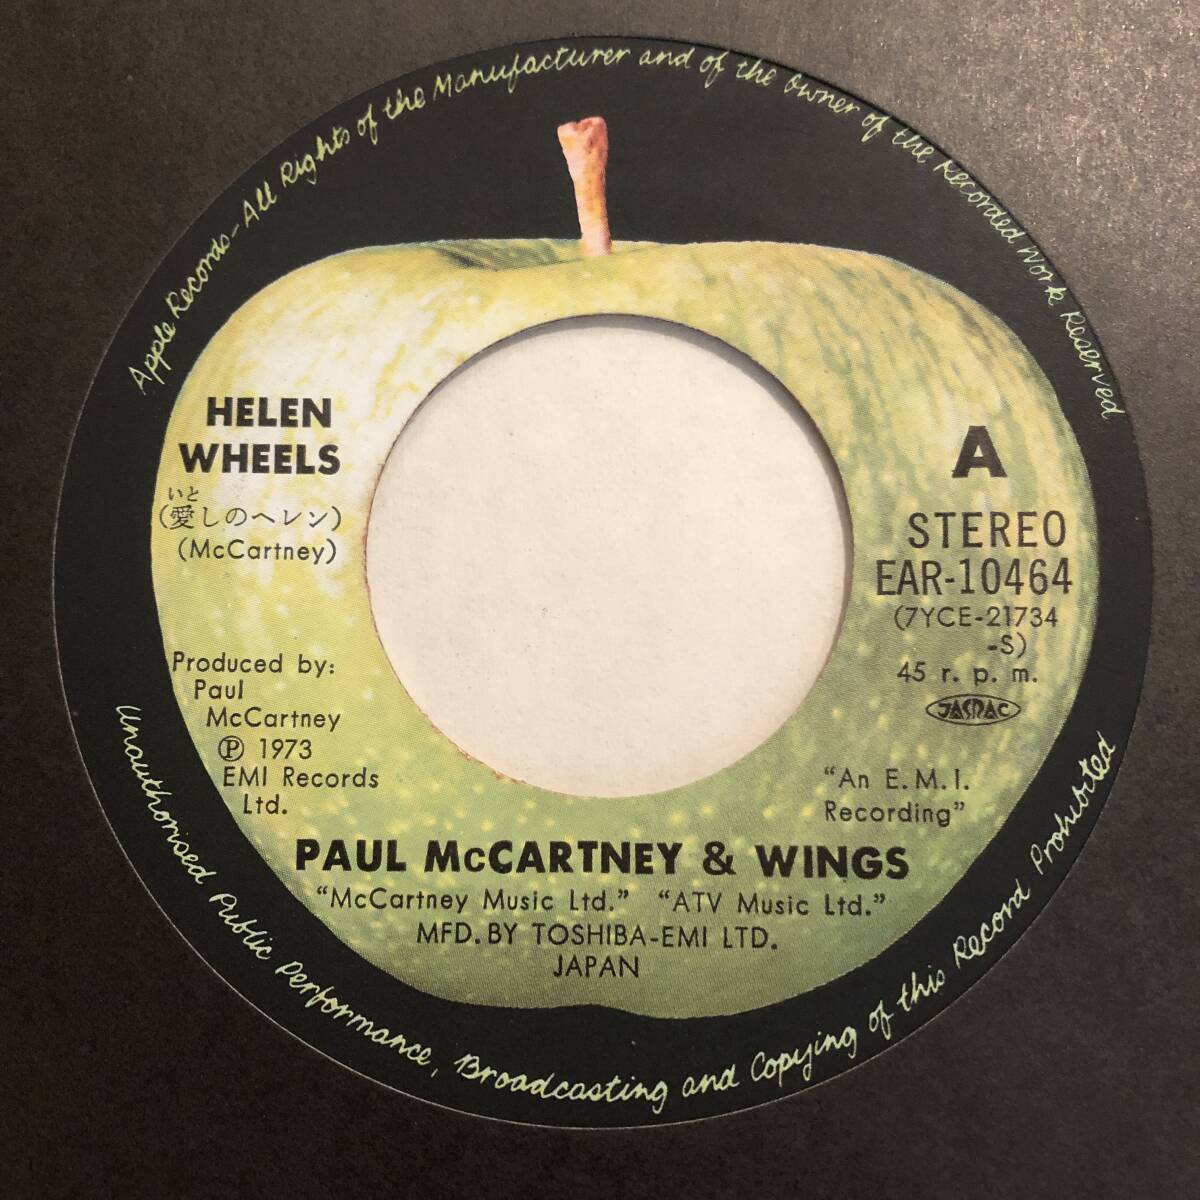 Apple Records-All Rights of the Manufacturer and of the Owner of the Recorded Work Reserved
HELEN
WHEELS
いと
(愛しのヘレン)
(McCartney)
A
STEREO
EAR-10464
(7YCE-21734
-S)
45 r. p. m.
JASRAC
Produced by:
Paul
McCartney
Ⓟ 1973
EMI Records
Ltd.
"An E.M.I.
Recording"
PAUL McCARTNEY & WINGS
"McCartney Music Ltd." "ATV Music Ltd."
MFD. BY TOSHIBA-EMI LTD.
JAPAN
Unauthorised Public Performance, Broadcasting and Copying of this Record Prohibited